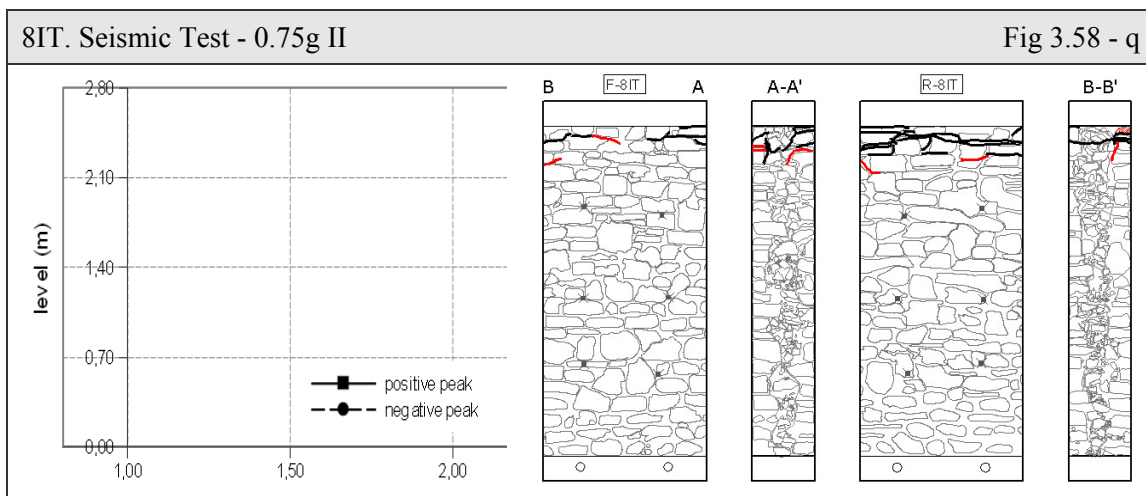 8IT. Seismic Test - 0.75g II Fig 3.58 - q
level (m)
2,80
2,10
1,40
0,70
0,00
1,00 1,50 2,00
positive peak
negative peak
B F-8IT A
A-A'
R-8IT
B-B'